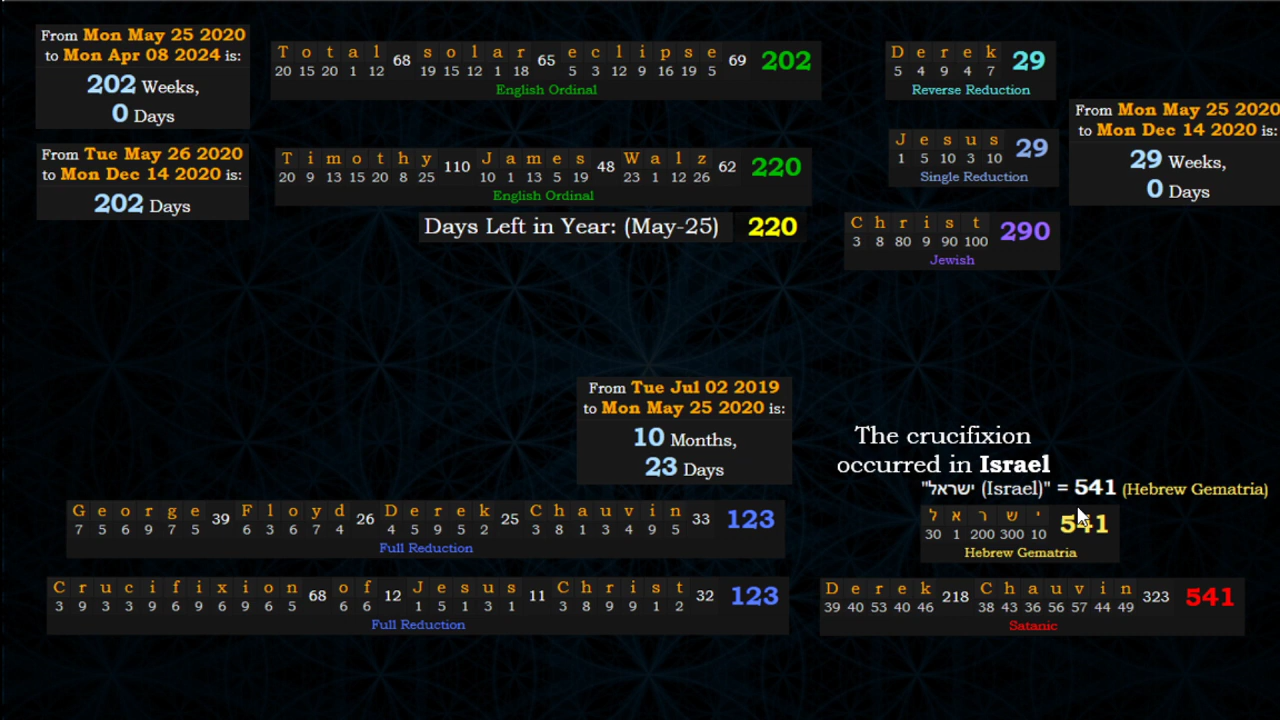 From Mon May 25 2020
to Mon Apr 08 2024 is:
202 Weeks,
0 Days
T o t a l 68 s o l a r 65 e c l i p s e 69 202
20 15 20 1 12 19 15 12 1 18 5 3 12 9 16 19 5
English Ordinal
D e r e k 29
5 4 9 4 7
Reverse Reduction
From Mon May 25 2020
to Mon Dec 14 2020 is:
29 Weeks,
0 Days
From Tue May 26 2020
to Mon Dec 14 2020 is:
202 Days
T i m o t h y 110 J a m e s 48 W a l z 62 220
20 9 13 15 20 8 25 10 1 13 5 19 23 1 12 26
English Ordinal
Days Left in Year: (May-25) 220
J e s u s 29
1 5 10 3 10
Single Reduction
C h r i s t 290
3 8 80 9 90 100
Jewish
From Tue Jul 02 2019
to Mon May 25 2020 is:
10 Months,
23 Days
The crucifixion
occurred in Israel
"ישראל (Israel)" = 541 (Hebrew Gematria)
ל א ר ש י 541
30 1 200 300 10
Hebrew Gematria
G e o r g e 39 F l o y d 26 D e r e k 25 C h a u v i n 33 123
7 5 6 9 7 5 6 3 6 7 4 4 5 9 5 2 3 8 1 3 4 9 5
Full Reduction
C r u c i f i x i o n 68 o f 12 J e s u s 11 C h r i s t 32 123
3 9 3 3 9 6 9 6 9 6 5 6 6 1 5 1 3 1 3 8 9 9 1 2
Full Reduction
D e r e k 218 C h a u v i n 323 541
39 40 53 40 46 38 43 36 56 57 44 49
Satanic